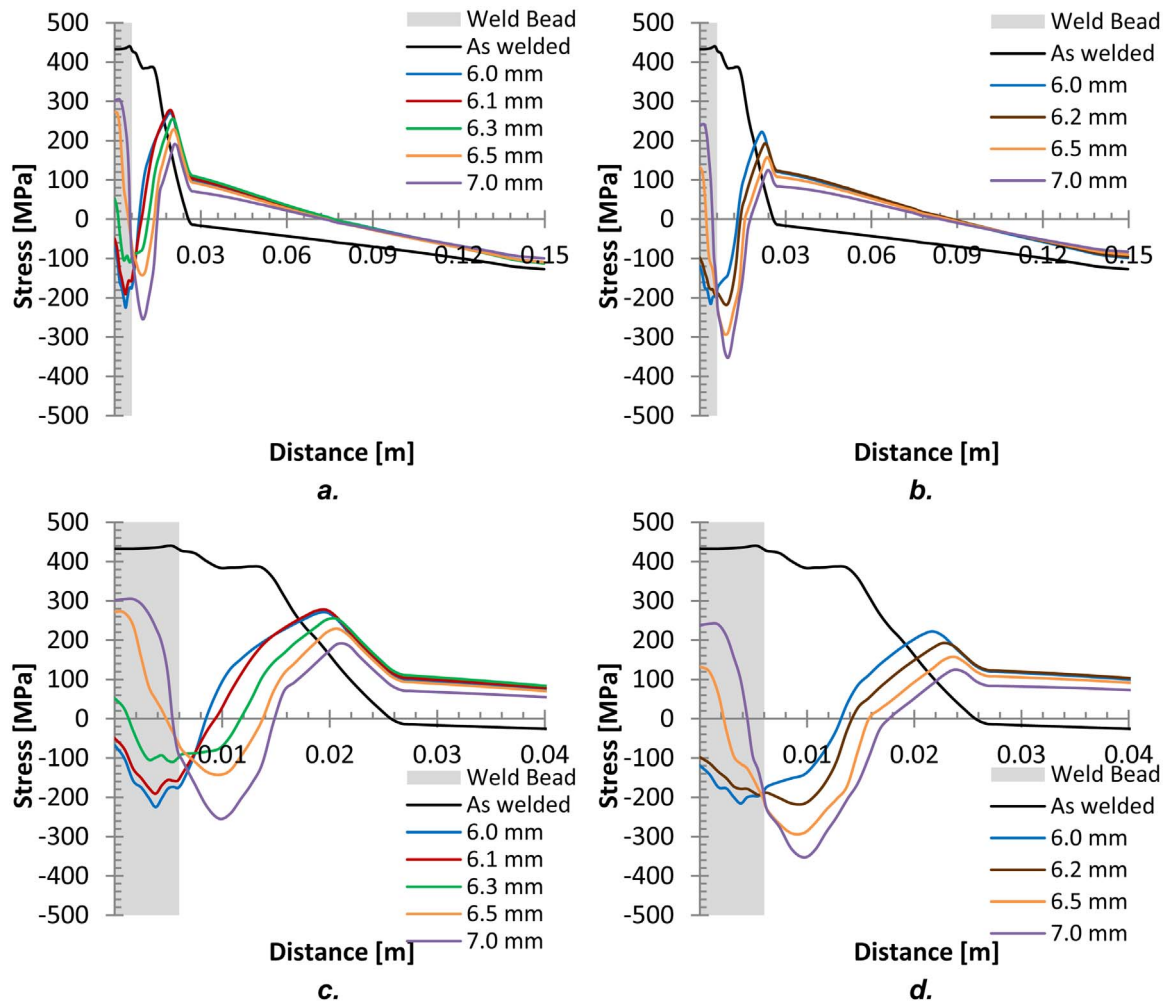 500
400
300
200
100
0
-100
-200
-300
-400
-500
Stress [MPa]
0.03
0.06
0.09
0.12
0.15
Distance [m]
Weld Bead
As welded
6.0 mm
6.1 mm
6.3 mm
6.5 mm
7.0 mm
a.
500
400
300
200
100
0
-100
-200
-300
-400
-500
Stress [MPa]
0.03
0.06
0.09
0.12
0.15
Distance [m]
Weld Bead
As welded
6.0 mm
6.2 mm
6.5 mm
7.0 mm
b.
500
400
300
200
100
0
-100
-200
-300
-400
-500
Stress [MPa]
0.01
0.02
0.03
0.04
Distance [m]
Weld Bead
As welded
6.0 mm
6.1 mm
6.3 mm
6.5 mm
7.0 mm
c.
500
400
300
200
100
0
-100
-200
-300
-400
-500
Stress [MPa]
0.01
0.02
0.03
0.04
Distance [m]
Weld Bead
As welded
6.0 mm
6.2 mm
6.5 mm
7.0 mm
d.